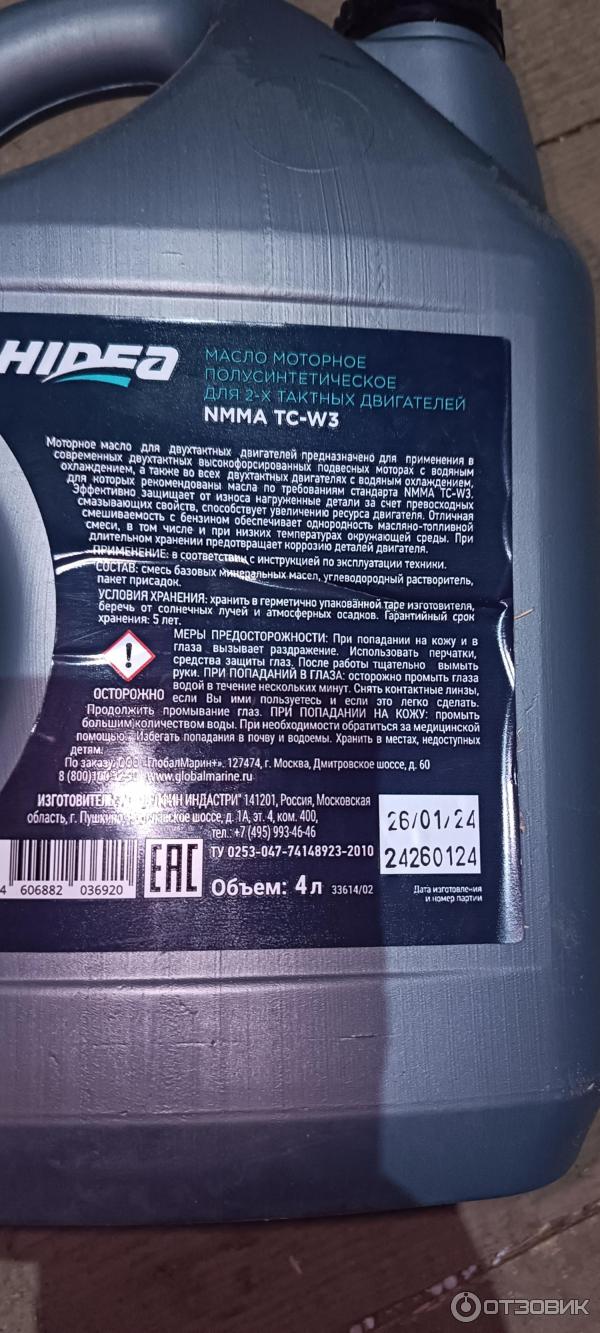 HIDEA
МАСЛО МОТОРНОЕ
ПОЛУСИНТЕТИЧЕСКОЕ
ДЛЯ 2-Х ТАКТНЫХ ДВИГАТЕЛЕЙ
NMMA TC-W3
Моторное масло для двухтактных двигателей предназначено для применения в
современных двухтактных высокофорсированных подвесных моторах с водяным
охлаждением, а также во всех двухтактных двигателях с водяным охлаждением,
для которых рекомендованы масла по требованиям стандарта NMMA TC-W3.
Эффективно защищает от износа нагруженные детали за счет превосходных
смазывающих свойств, способствует увеличению ресурса двигателя. Отличная
смешиваемость с бензином обеспечивает однородность масляно-топливной
смеси, в том числе и при низких температурах окружающей среды. При
длительном хранении предотвращает коррозию деталей двигателя.
ПРИМЕНЕНИЕ: в соответствии с инструкцией по эксплуатации техники.
СОСТАВ: смесь базовых минеральных масел, углеводородный растворитель,
пакет присадок.
УСЛОВИЯ ХРАНЕНИЯ: хранить в герметично упакованной таре изготовителя,
беречь от солнечных лучей и атмосферных осадков. Гарантийный срок
хранения: 5 лет.
МЕРЫ ПРЕДОСТОРОЖНОСТИ: При попадании на кожу и в
глаза вызывает раздражение. Использовать перчатки,
средства защиты глаз. После работы тщательно вымыть
руки. ПРИ ПОПАДАНИИ В ГЛАЗА: осторожно промыть глаза
водой в течение нескольких минут. Снять контактные линзы,
ОСТОРОЖНО если Вы ими пользуетесь и если это легко сделать.
Продолжить промывание глаз. ПРИ ПОПАДАНИИ НА КОЖУ: промыть
большим количеством воды. При необходимости обратиться за медицинской
помощью. Избегать попадания в почву и водоемы. Хранить в местах, недоступных
детям.
По заказу: ООО «ГлобалМарин+». 127474, г. Москва, Дмитровское шоссе, д. 60
8 (800) www.globalmarine.ru
ИЗГОТОВИТЕЛЬ: ИНДАСТРИ" 141201, Россия, Московская
область, г. Пушкино, шоссе, д. 1А, эт. 4, ком. 400,
тел.: +7 (495) 993-46-46
ТУ 0253-047-74148923-2010
26/01/24
24260124
4 606882 036920
EAC
Объем: 4 л 33614/02
Дата изготовления
и номер партии
ОТЗОВИК